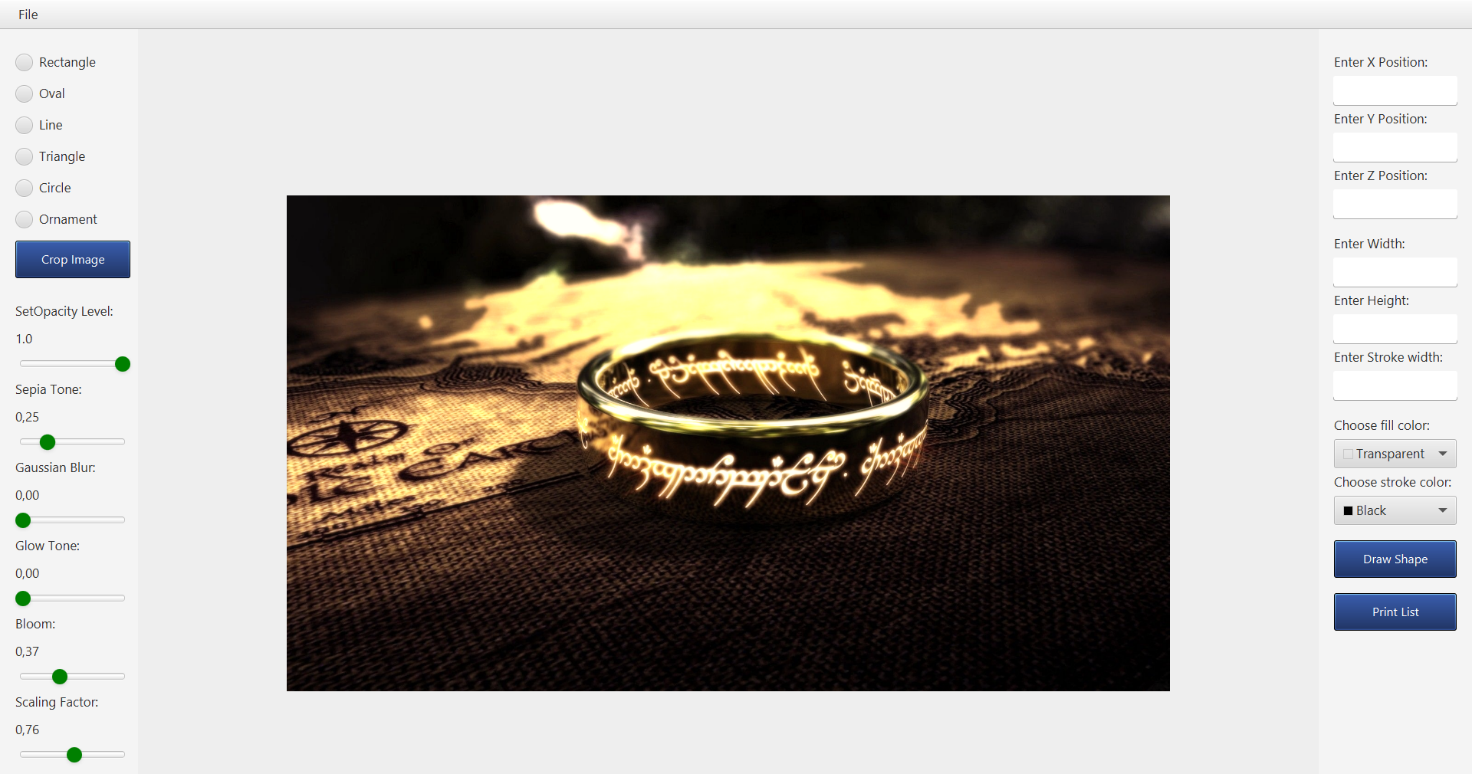 File
Rectangle
Oval
Line
Triangle
Circle
Ornament
Crop Image
SetOpacity Level:
1.0
Sepia Tone:
0,25
Gaussian Blur:
0,00
Glow Tone:
0,00
Bloom:
0,37
Scaling Factor:
0,76
Enter X Position:
Enter Y Position:
Enter Z Position:
Enter Width:
Enter Height:
Enter Stroke width:
Choose fill color:
Transparent
Choose stroke color:
Black
Draw Shape
Print List